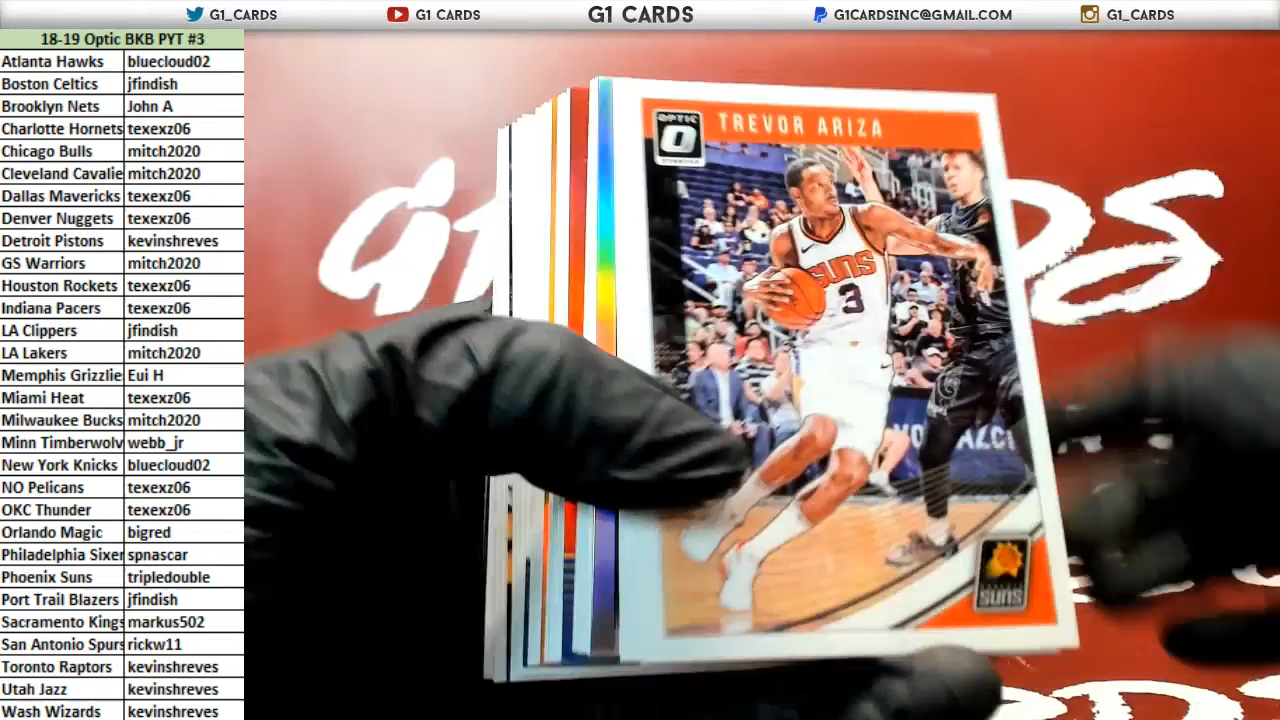 G1_CARDS
G1 CARDS
G1 CARDS
G1CARDSINC@GMAIL.COM
G1_CARDS
18-19 Optic BKB PYT #3
Atlanta Hawks bluecloud02
Boston Celtics jfindish
Brooklyn Nets John A
Charlotte Hornets texexz06
Chicago Bulls mitch2020
Cleveland Cavalie mitch2020
Dallas Mavericks texexz06
Denver Nuggets texexz06
Detroit Pistons kevinshreves
GS Warriors mitch2020
Houston Rockets texexz06
Indiana Pacers texexz06
LA Clippers jfindish
LA Lakers mitch2020
Memphis Grizzlie Eui H
Miami Heat texexz06
Milwaukee Bucks mitch2020
Minn Timberwolv webb_jr
New York Knicks bluecloud02
NO Pelicans texexz06
OKC Thunder texexz06
Orlando Magic bigred
Philadelphia Sixer spnascar
Phoenix Suns tripledouble
Port Trail Blazers jfindish
Sacramento Kings markus502
San Antonio Spurs rickw11
Toronto Raptors kevinshreves
Utah Jazz kevinshreves
Wash Wizards kevinshreves
OPTIC
TREVOR ARIZA
SUNS
3
SUNS